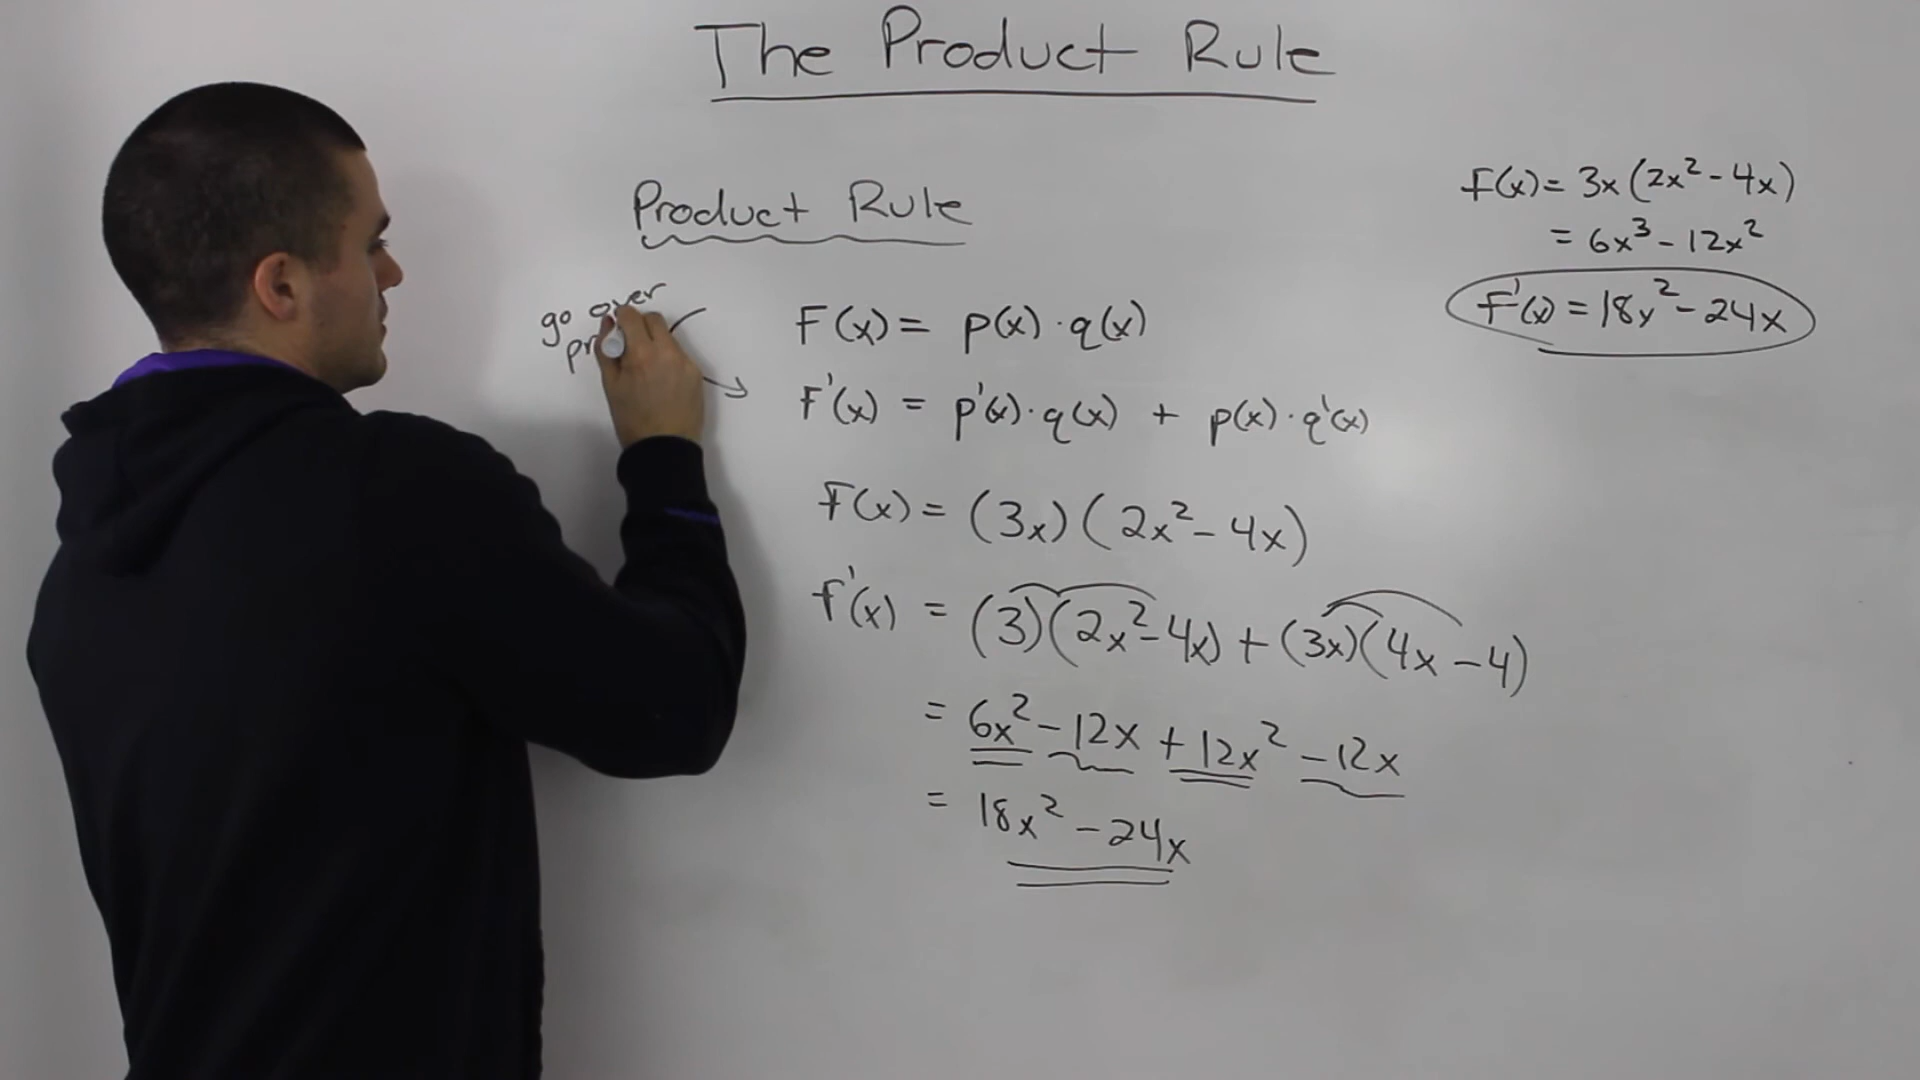 The Product Rule
Product Rule
go over
F(x) = p(x) · q(x)
F'(x) = p'(x) · q(x) + p(x) · q'(x)
F(x) = (3x)(2x² - 4x)
f'(x) = (3)(2x² - 4x) + (3x)(4x - 4)
= 6x² - 12x + 12x² - 12x
= 18x² - 24x
F(x) = 3x(2x² - 4x)
= 6x³ - 12x²
F'(x) = 18x² - 24x